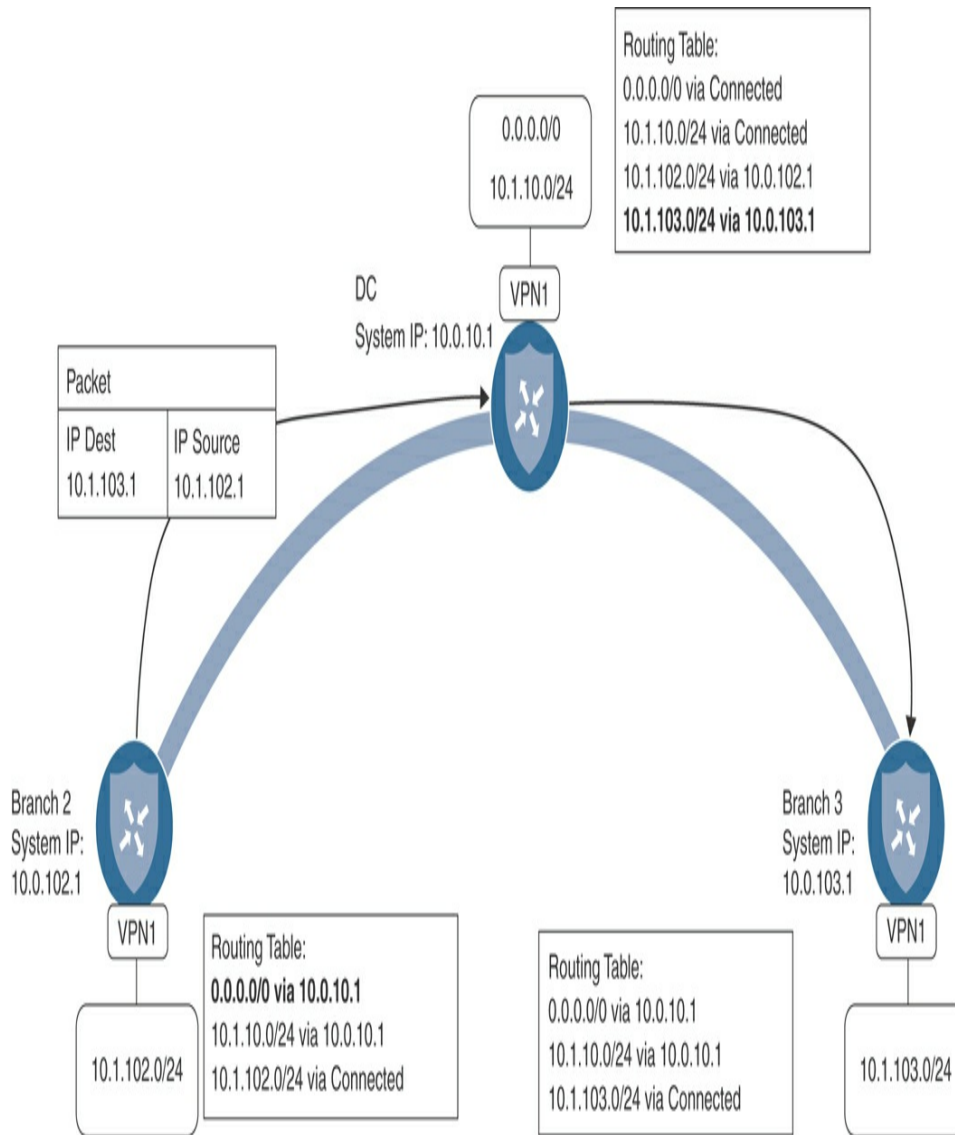 Routing Table:
0.0.0.0/0 via Connected
10.1.10.0/24 via Connected
10.1.102.0/24 via 10.0.102.1
10.1.103.0/24 via 10.0.103.1
0.0.0.0/0
10.1.10.0/24
VPN1
DC
System IP: 10.0.10.1
Packet
IP Dest
10.1.103.1
IP Source
10.1.102.1
Branch 2
System IP:
10.0.102.1
VPN1
10.1.102.0/24
Routing Table:
0.0.0.0/0 via 10.0.10.1
10.1.10.0/24 via 10.0.10.1
10.1.102.0/24 via Connected
Routing Table:
0.0.0.0/0 via 10.0.10.1
10.1.10.0/24 via 10.0.10.1
10.1.103.0/24 via Connected
Branch 3
System IP:
10.0.103.1
VPN1
10.1.103.0/24